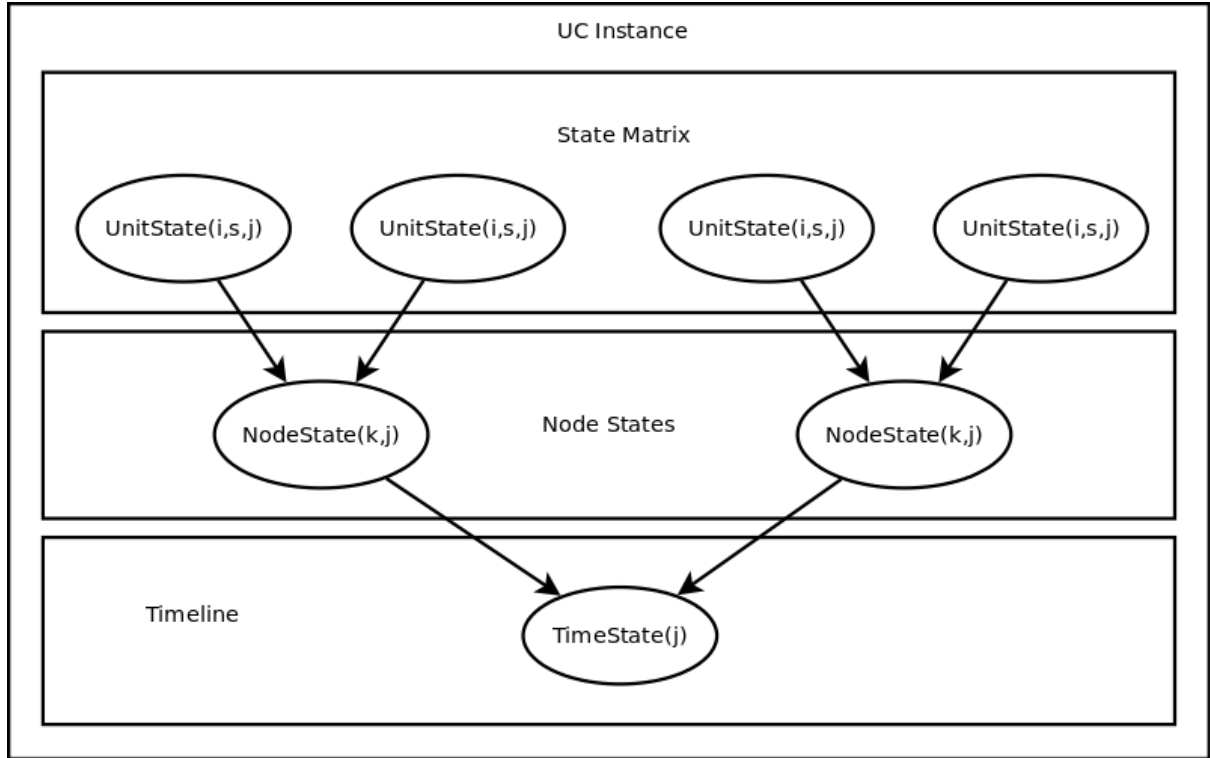 UC Instance
State Matrix
UnitState(i,s,j)
UnitState(i,s,j)
UnitState(i,s,j)
UnitState(i,s,j)
NodeState(k,j)
Node States
NodeState(k,j)
Timeline
TimeState(j)